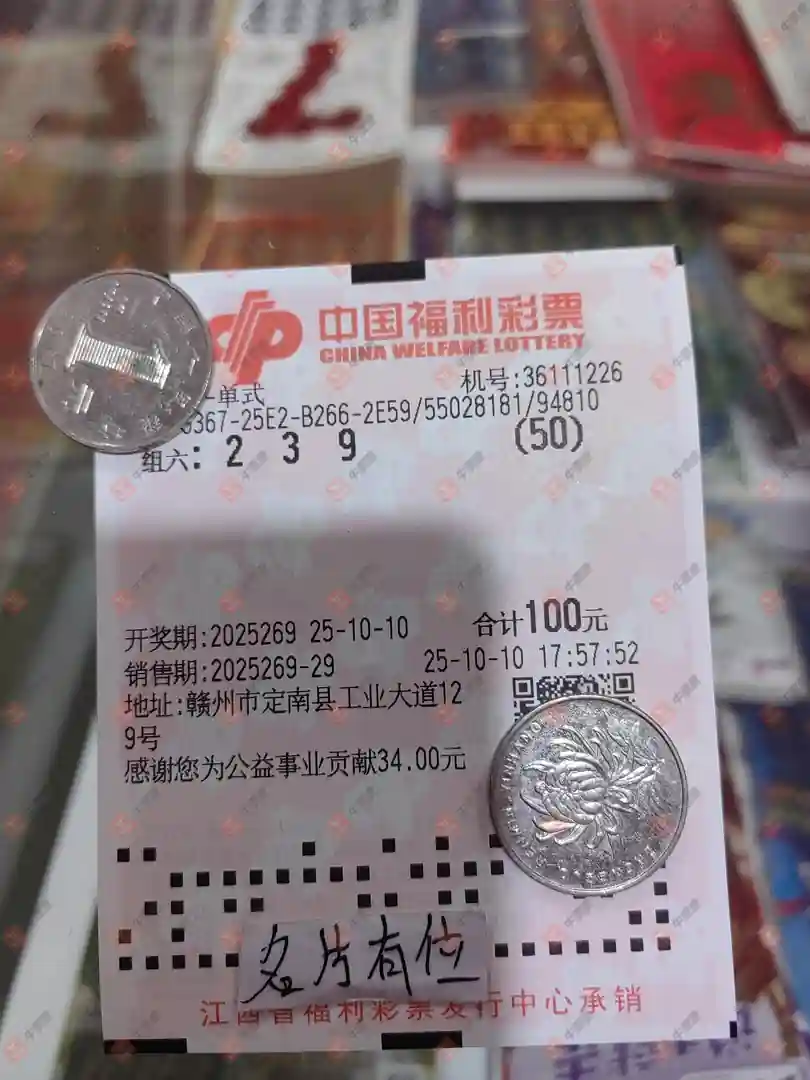 中国福利彩票
CHINA WELFARE LOTTERY
-单式
机号:36111226
367-25E2-B266-2E59/55028181/94810
组六: 2 3 9 (50)
开奖期:2025269 25-10-10 合计100元
销售期:2025269-29 25-10-10 17:57:52
地址:赣州市定南县工业大道12
9号
感谢您为公益事业贡献34.00元
名片有位
江西省福利彩票发行中心承销